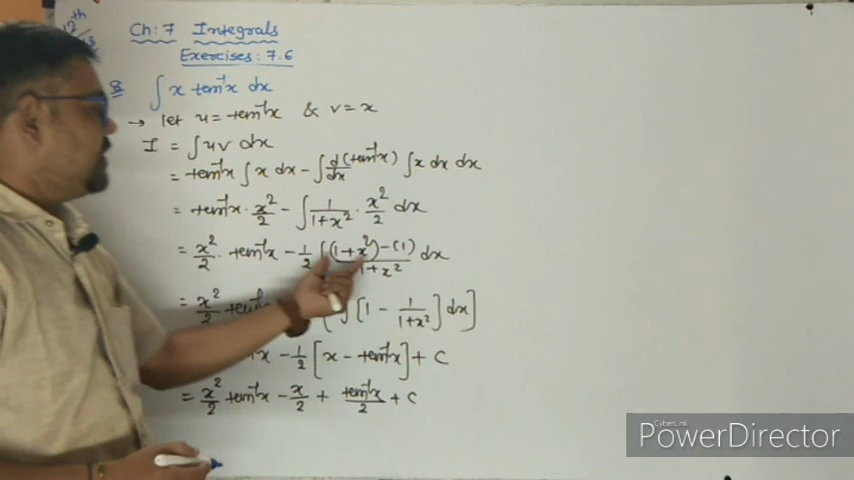 12th
Ch: 7 Integrals
Exercises: 7.6
Q ∫ x tan⁻¹x dx
→ let u = tan⁻¹x & v = x
I = ∫ uv dx
= tan⁻¹x ∫ x dx - ∫ d/dx (tan⁻¹x) ∫ x dx dx
= tan⁻¹x · x²/2 - ∫ 1/(1+x²) · x²/2 dx
= x²/2 · tan⁻¹x - 1/2 ∫ ((1+x²)-(1))/(1+x²) dx
= x²/2 [∫ [1 - 1/(1+x²)] dx]
x - 1/2 [x - tan⁻¹x] + C
= x²/2 tan⁻¹x - x/2 + tan⁻¹x/2 + C
CyberLink
PowerDirector